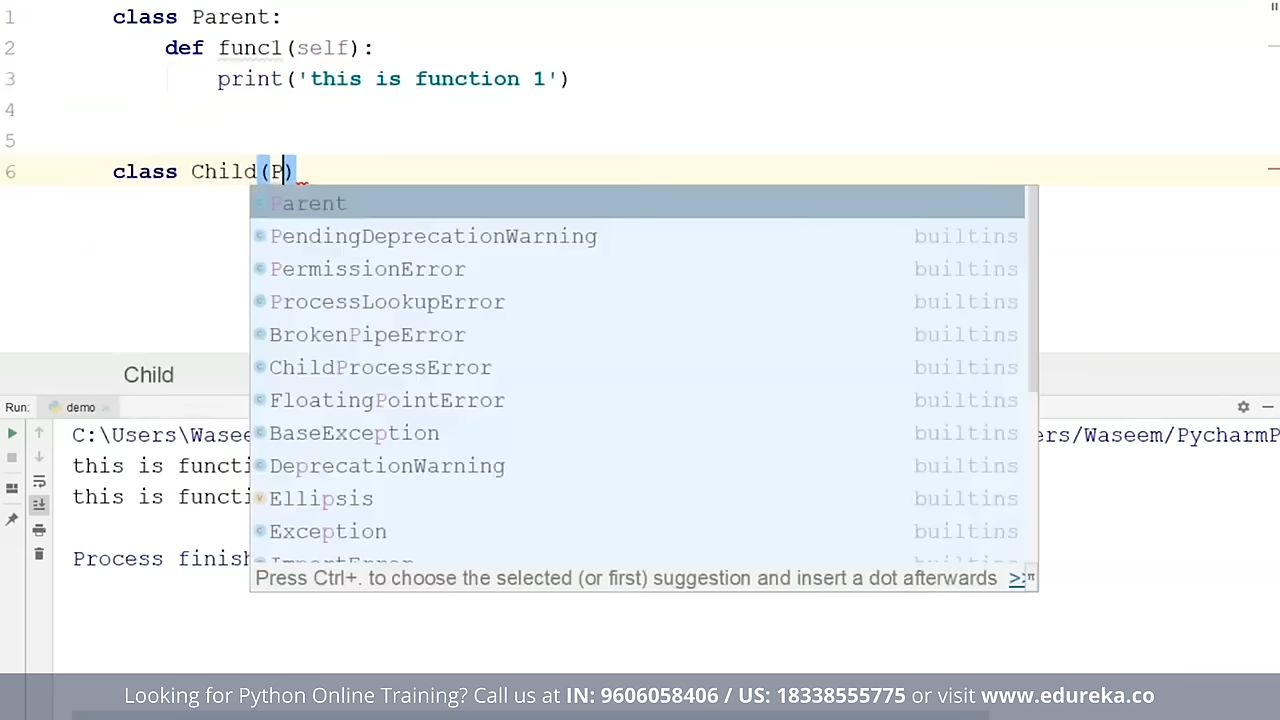 1 class Parent:
2 def func1(self):
3 print('this is function 1')
4
5
6 class Child(P)
Parent
PendingDeprecationWarning builtins
PermissionError builtins
ProcessLookupError builtins
BrokenPipeError builtins
ChildProcessError builtins
FloatingPointError builtins
BaseException builtins
DeprecationWarning builtins
Ellipsis builtins
Exception builtins
ImportError builtins
Press Ctrl+. to choose the selected (or first) suggestion and insert a dot afterwards >>
Child
Run: demo
C:\Users\Wasee ers/Waseem/PycharmP
this is functi
this is functi
Process finish
Looking for Python Online Training? Call us at IN: 9606058406 / US: 18338555775 or visit www.edureka.co